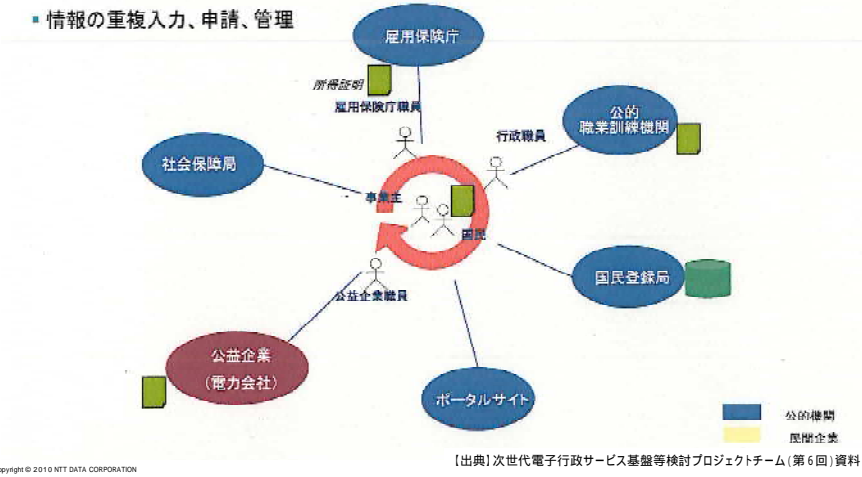 ▪ 情報の重複入力、申請、管理
雇用保険庁
所得証明
雇用保険庁職員
公的
職業訓練機関
行政職員
社会保障局
事業主
国民
国民登録局
公益企業職員
公益企業
（電力会社）
ポータルサイト
公的機関
民間企業
【出典】次世代電子行政サービス基盤等検討プロジェクトチーム(第6回)資料
opyright © 2010 NTT DATA CORPORATION